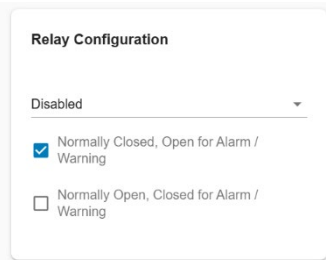 Relay Configuration
Disabled
Normally Closed, Open for Alarm /
Warning
Normally Open, Closed for Alarm /
Warning